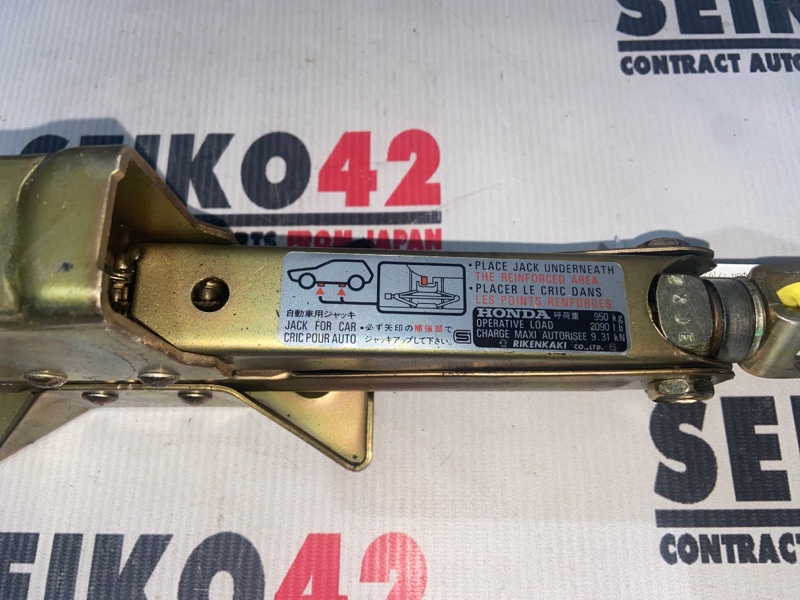 SEIKO
CONTRACT AUTO
SEIKO42
PARTS FROM JAPAN
・PLACE JACK UNDERNEATH
THE REINFORCED AREA.
・PLACER LE CRIC DANS
LES POINTS RENFORCES.
自動車用ジャッキ
JACK FOR CAR
CRIC POUR AUTO
・必ず矢印の補強部で
ジャッキアップして下さい。
HONDA 呼荷重 950 kg
OPERATIVE LOAD 2090 lb
CHARGE MAXI AUTORISEE 9.31 kN
RIKENKAKI CO.,LTD.
SEI
CONTRACT
SEIKO42